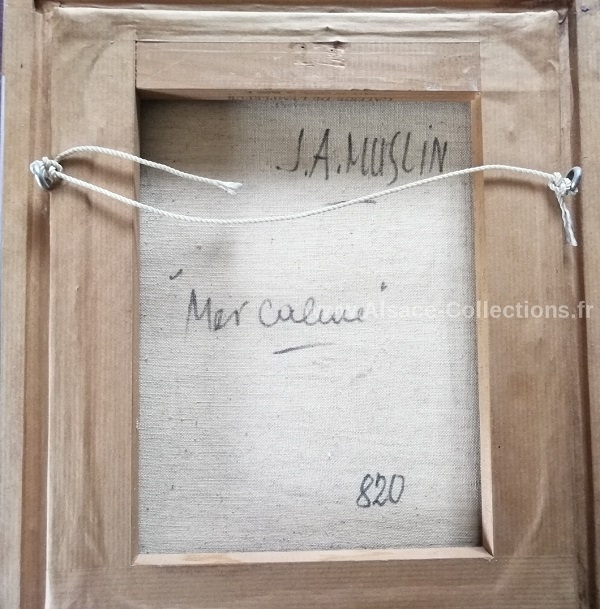 J.A. MUSLIN
"Mer calme"
Alsace-Collections.fr
820